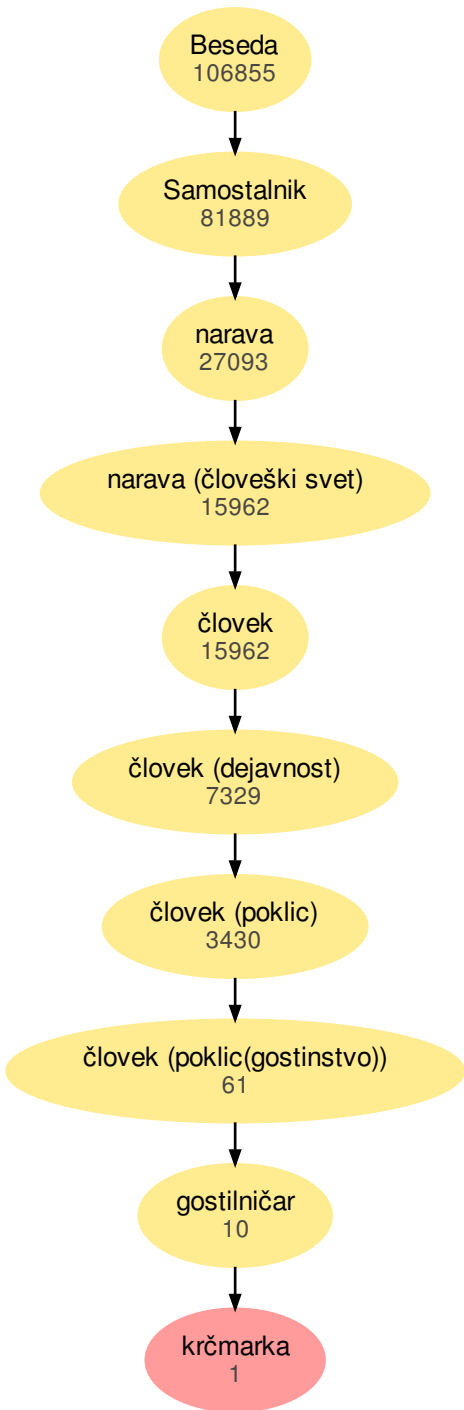 Beseda
106855
Samostalnik
81889
narava
27093
narava (človeški svet)
15962
človek
15962
človek (dejavnost)
7329
človek (poklic)
3430
človek (poklic(gostinstvo))
61
gostilničar
10
krčmarka
1